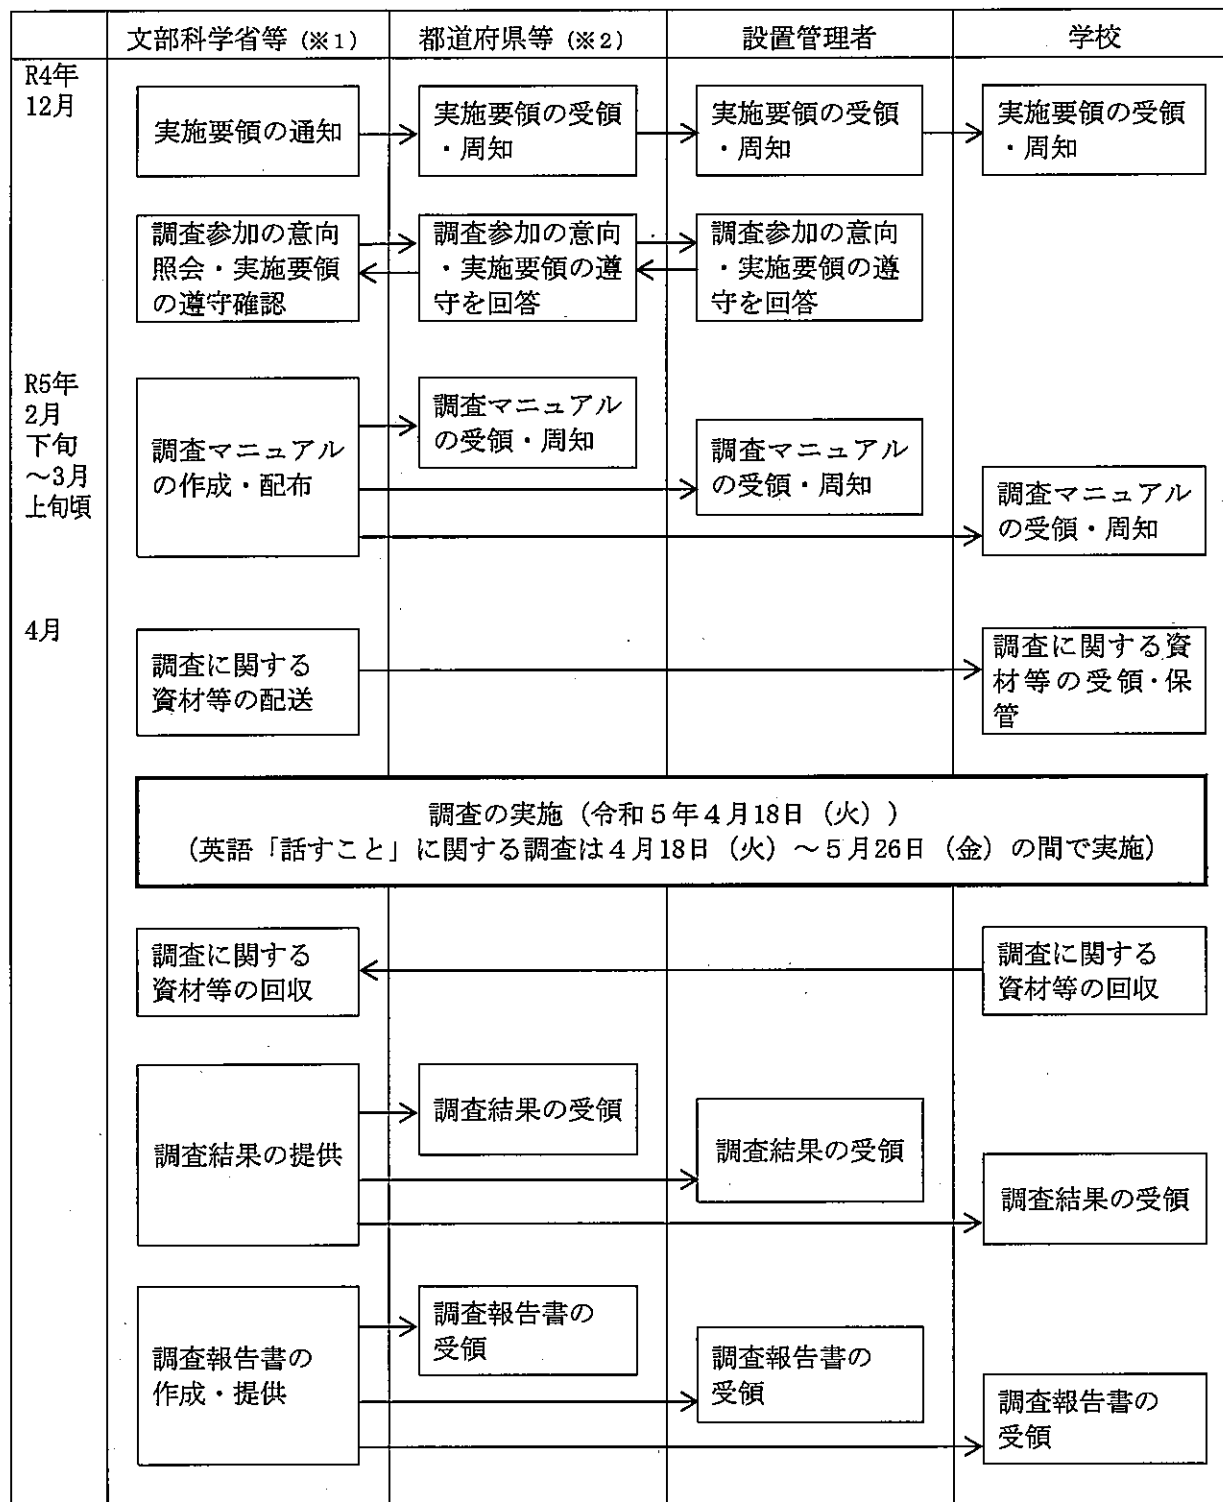 文部科学省等（※1）
都道府県等（※2）
設置管理者
学校
R4年
12月
実施要領の通知
実施要領の受領
・周知
実施要領の受領
・周知
実施要領の受領
・周知
調査参加の意向
照会・実施要領
の遵守確認
調査参加の意向
・実施要領の遵
守を回答
調査参加の意向
・実施要領の遵
守を回答
R5年
2月
下旬
～3月
上旬頃
調査マニュアル
の作成・配布
調査マニュアル
の受領・周知
調査マニュアル
の受領・周知
調査マニュアル
の受領・周知
4月
調査に関する
資材等の配送
調査に関する資
材等の受領・保
管
調査の実施（令和５年４月18日（火））
（英語「話すこと」に関する調査は４月18日（火）～５月26日（金）の間で実施）
調査に関する
資材等の回収
調査に関する
資材等の回収
調査結果の提供
調査結果の受領
調査結果の受領
調査結果の受領
調査報告書の
作成・提供
調査報告書の
受領
調査報告書の
受領
調査報告書の
受領